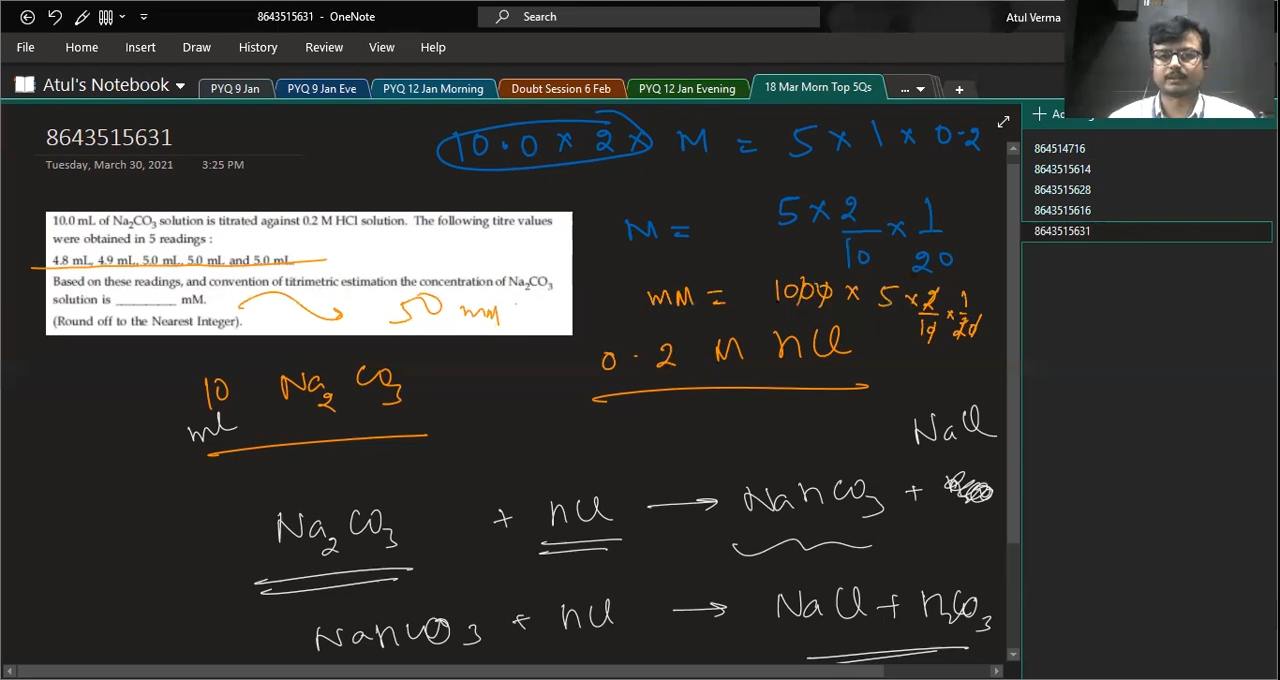 8643515631 - OneNote
Search
Atul Verma
File Home Insert Draw History Review View Help
Atul's Notebook
PYQ 9 Jan
PYQ 9 Jan Eve
PYQ 12 Jan Morning
Doubt Session 6 Feb
PYQ 12 Jan Evening
18 Mar Morn Top 5Qs
...
8643515631
Tuesday, March 30, 2021 3:25 PM
10.0 × 2 × M = 5 × 1 × 0.2
10.0 mL of Na₂CO₃ solution is titrated against 0.2 M HCl solution. The following titre values
were obtained in 5 readings :
4.8 mL, 4.9 mL, 5.0 mL, 5.0 mL and 5.0 mL
Based on these readings, and convention of titrimetric estimation the concentration of Na₂CO₃
solution is __________ mM.
(Round off to the Nearest Integer).
50 mM
M = 5 × 2/10 × 1/20
mM = 1000 × 5 × 2/10 × 1/20
0.2 M HCl
10 ml Na₂CO₃
NaCl
Na₂CO₃ + HCl → NaHCO₃ +
NaHCO₃ + HCl → NaCl + H₂CO₃
864514716
8643515614
8643515628
8643515616
8643515631